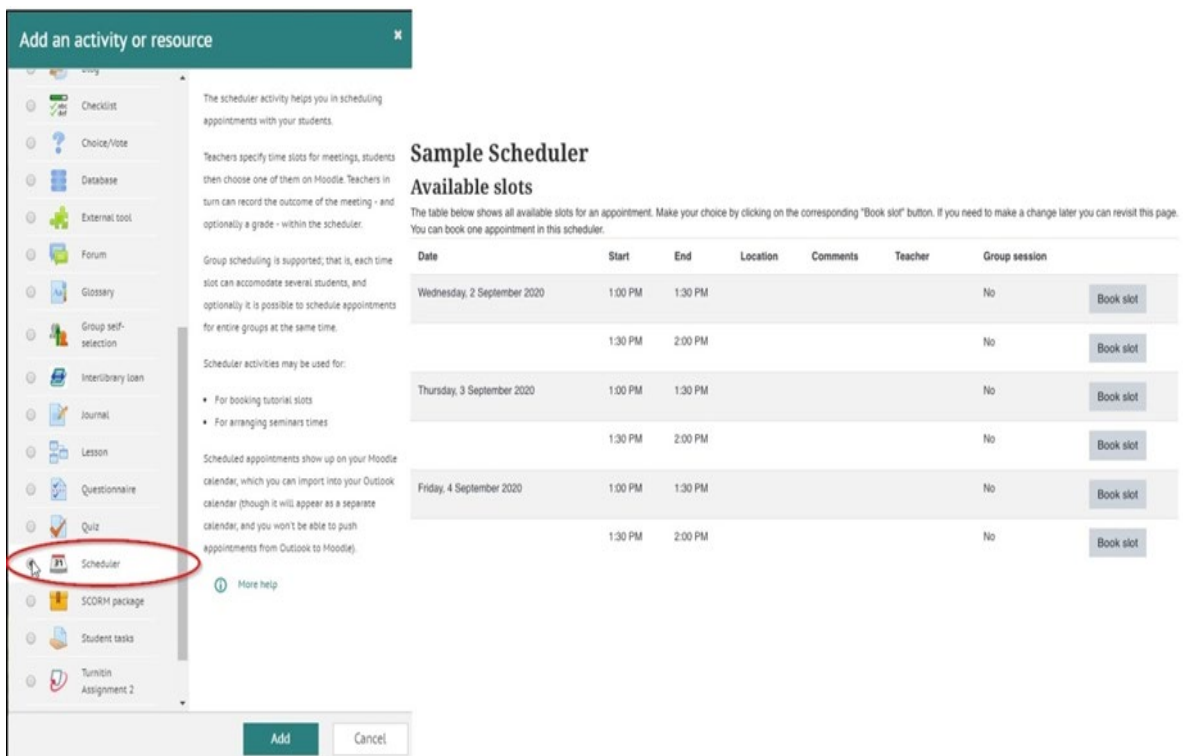 Add an activity or resource
Checklist
Choice/Vote
Database
External tool
Forum
Glossary
Group self-
selection
Interlibrary loan
Journal
Lesson
Questionnaire
Quiz
Scheduler
SCORM package
Student tasks
Turnitin
Assignment 2
The scheduler activity helps you in scheduling
appointments with your students.
Teachers specify time slots for meetings, students
then choose one of them on Moodle. Teachers in
turn can record the outcome of the meeting - and
optionally a grade - within the scheduler.
Group scheduling is supported; that is, each time
slot can accomodate several students, and
optionally it is possible to schedule appointments
for entire groups at the same time.
Scheduler activities may be used for:
• For booking tutorial slots
• For arranging seminars times
Scheduled appointments show up on your Moodle
calendar, which you can import into your Outlook
calendar (though it will appear as a separate
calendar, and you won't be able to push
appointments from Outlook to Moodle).
More help
Add Cancel
Sample Scheduler
Available slots
The table below shows all available slots for an appointment. Make your choice by clicking on the corresponding "Book slot" button. If you need to make a change later you can revisit this page.
You can book one appointment in this scheduler.
Date Start End Location Comments Teacher Group session
Wednesday, 2 September 2020 1:00 PM 1:30 PM No Book slot
1:30 PM 2:00 PM No Book slot
Thursday, 3 September 2020 1:00 PM 1:30 PM No Book slot
1:30 PM 2:00 PM No Book slot
Friday, 4 September 2020 1:00 PM 1:30 PM No Book slot
1:30 PM 2:00 PM No Book slot